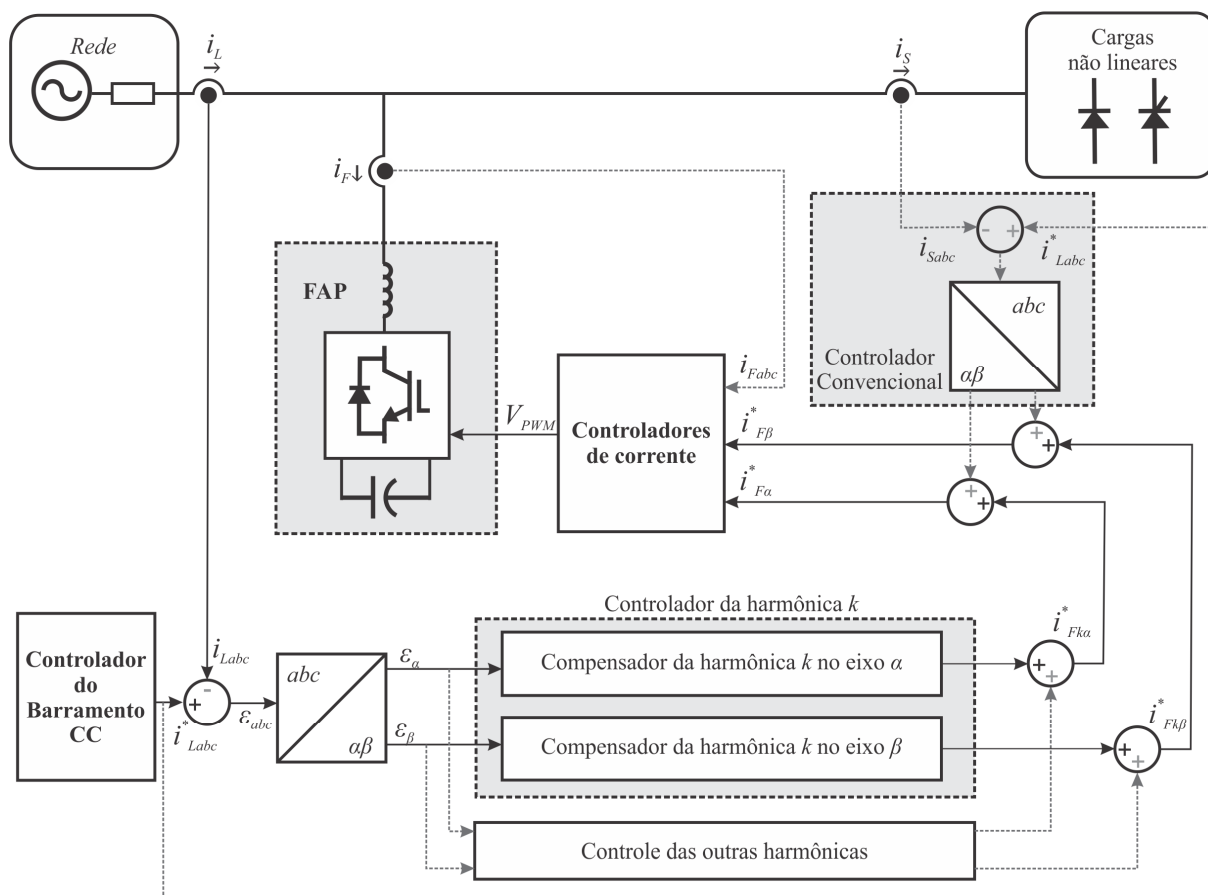 Rede
i_L
i_S
Cargas
não lineares
i_F
FAP
i_Sabc
-
+
i*_Labc
abc
αβ
Controlador
Convencional
V_PWM
Controladores
de corrente
i_Fabc
i*_Fβ
i*_Fα
+
+
+
+
Controlador
do
Barramento
CC
i_Labc
-
+
i*_Labc
ε_abc
abc
αβ
ε_α
ε_β
Controlador da harmônica k
Compensador da harmônica k no eixo α
Compensador da harmônica k no eixo β
Controle das outras harmônicas
+
+
i*_Fkα
+
+
i*_Fkβ